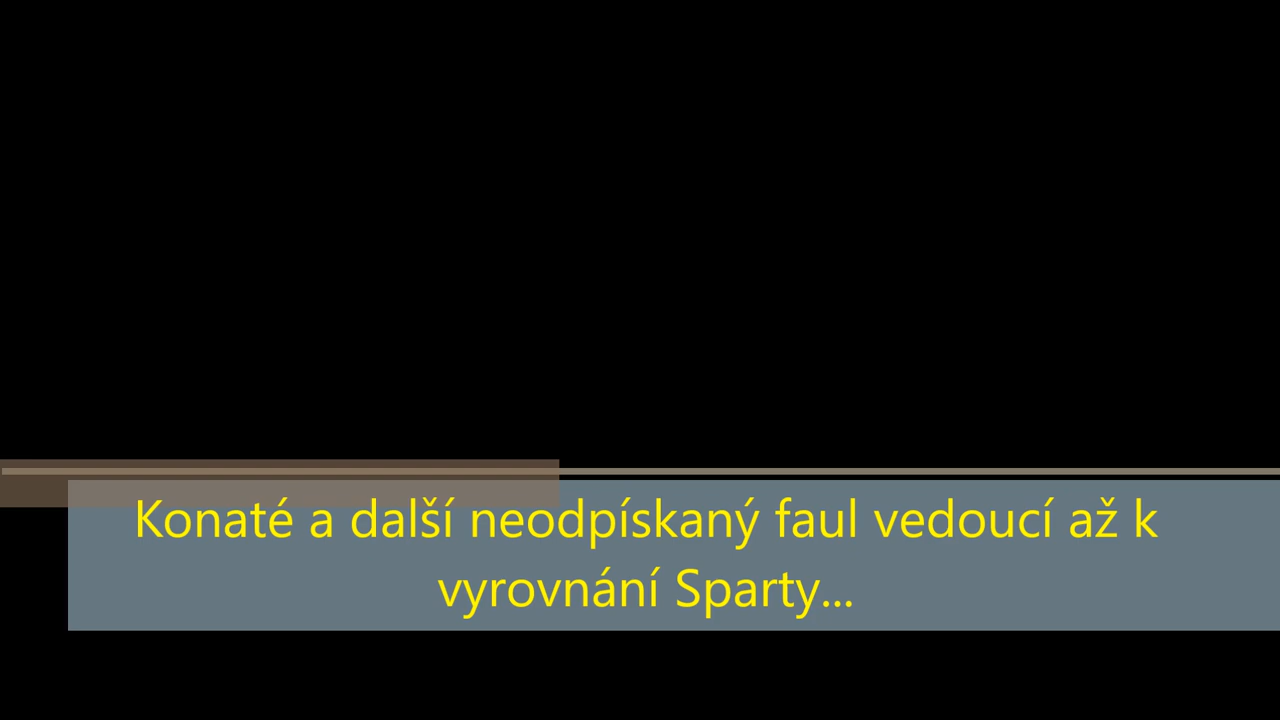 Konaté a další neodpískaný faul vedoucí až k
vyrovnání Sparty...